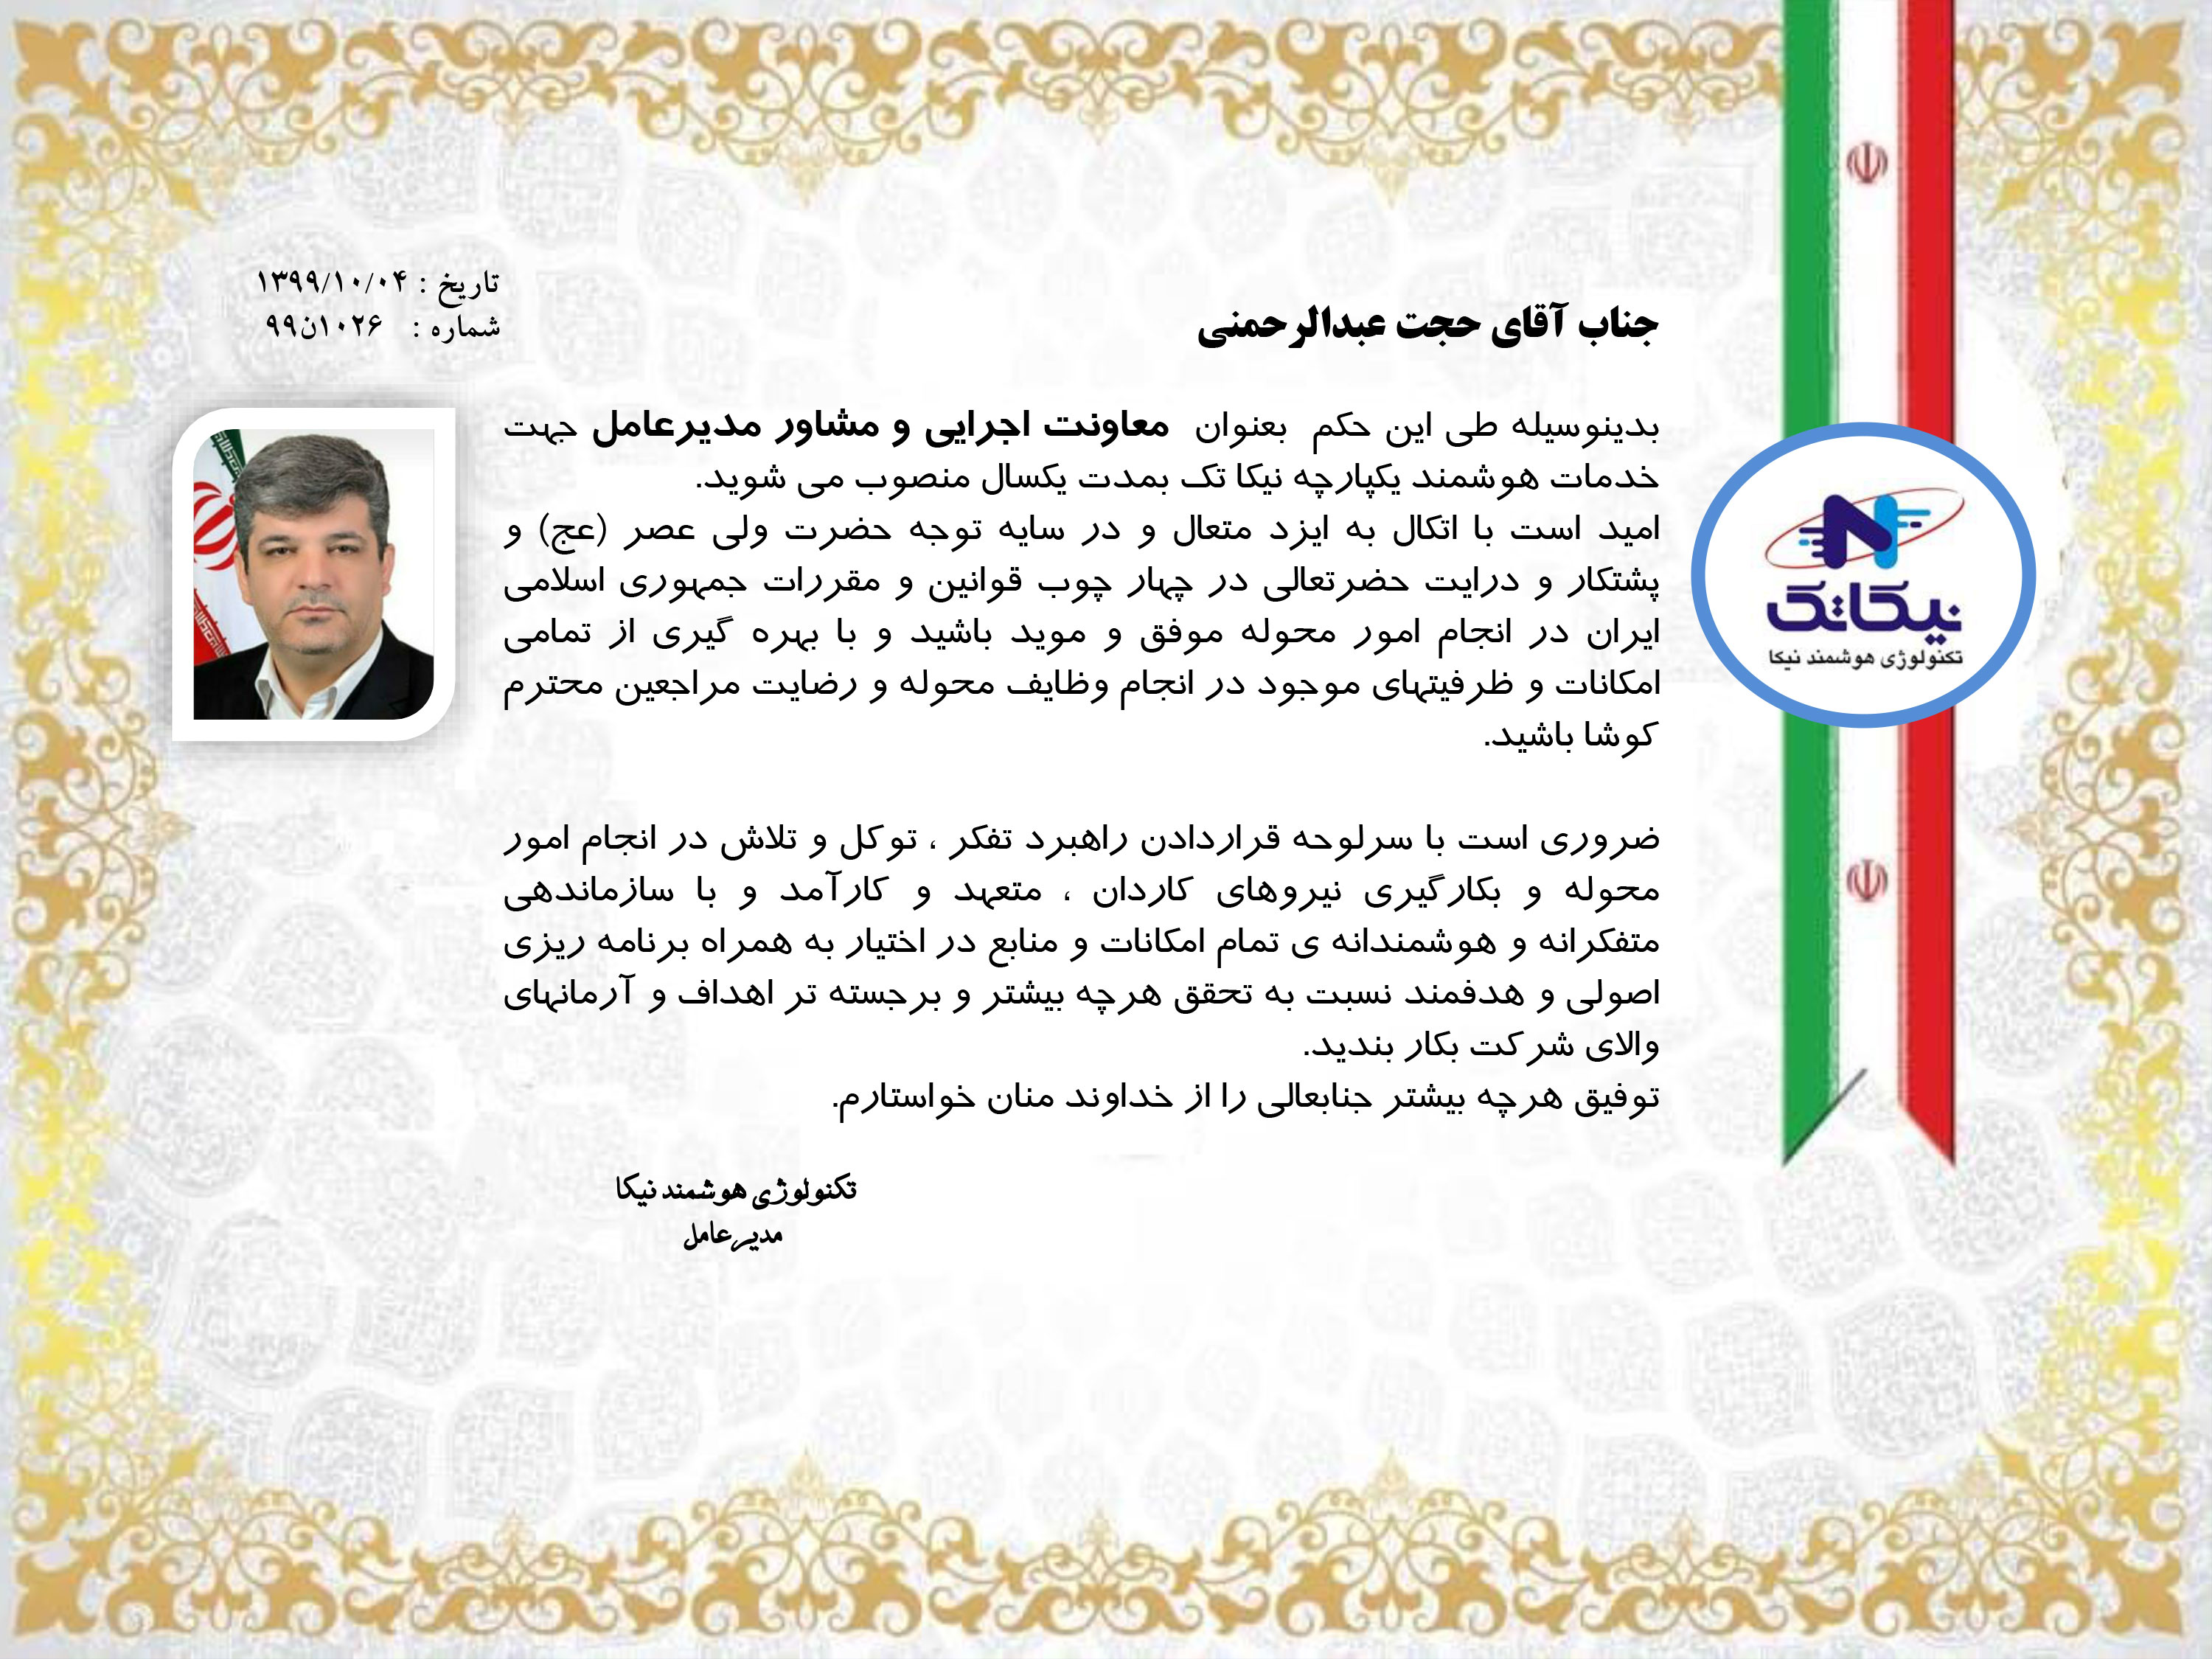 تاریخ : ۱۳۹۹/۱۰/۰۴
شماره : ۱۰۲۶ن۹۹
جناب آقای حجت عبدالرحمنی
بدینوسیله طی این حکم بعنوان معاونت اجرایی و مشاور مدیرعامل جهت
خدمات هوشمند یکپارچه نیکا تک بمدت یکسال منصوب می شوید.
امید است با اتکال به ایزد متعال و در سایه توجه حضرت ولی عصر (عج) و
پشتکار و درایت حضرتعالی در چهار چوب قوانین و مقررات جمهوری اسلامی
ایران در انجام امور محوله موفق و موید باشید و با بهره گیری از تمامی
امکانات و ظرفیتهای موجود در انجام وظایف محوله و رضایت مراجعین محترم
کوشا باشید.
ضروری است با سرلوحه قراردادن راهبرد تفکر ، توکل و تلاش در انجام امور
محوله و بکارگیری نیروهای کاردان ، متعهد و کارآمد و با سازماندهی
متفکرانه و هوشمندانه ی تمام امکانات و منابع در اختیار به همراه برنامه ریزی
اصولی و هدفمند نسبت به تحقق هرچه بیشتر و برجسته تر اهداف و آرمانهای
والای شرکت بکار بندید.
توفیق هرچه بیشتر جنابعالی را از خداوند منان خواستارم.
تکنولوژی هوشمند نیکا
مدیرعامل
نیکاتک
تکنولوژی هوشمند نیکا